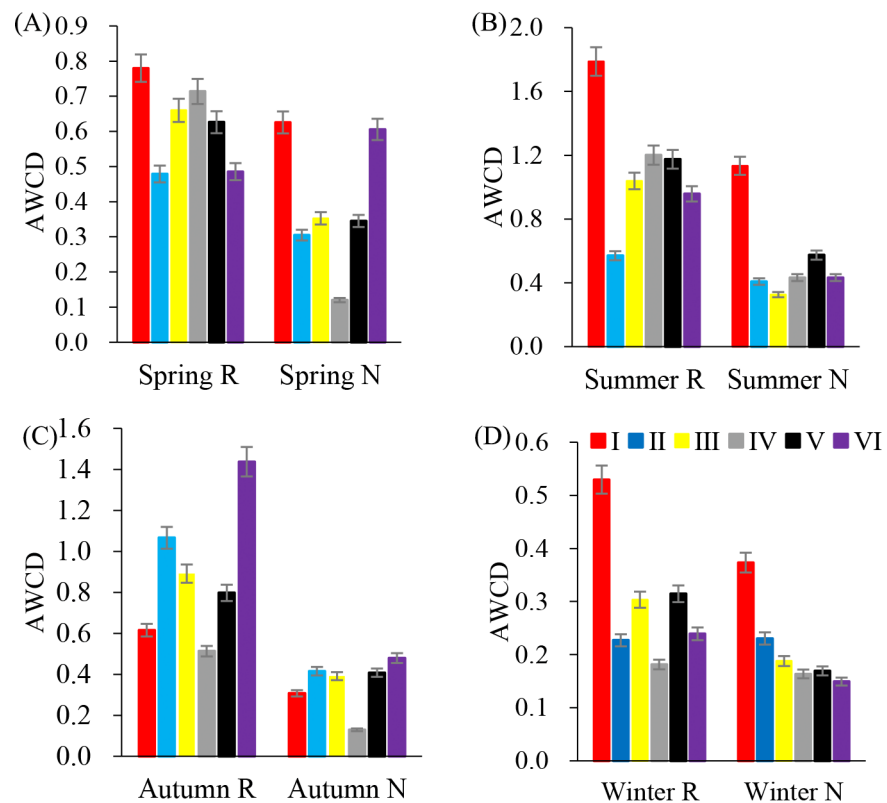 (A)
0.9
0.8
0.7
0.6
0.5
0.4
0.3
0.2
0.1
0.0
AWCD
Spring R Spring N
(B)
2.0
1.6
1.2
0.8
0.4
0.0
AWCD
Summer R Summer N
(C)
1.6
1.4
1.2
1.0
0.8
0.6
0.4
0.2
0.0
AWCD
Autumn R Autumn N
(D)
I II III IV V VI
0.6
0.5
0.4
0.3
0.2
0.1
0.0
AWCD
Winter R Winter N